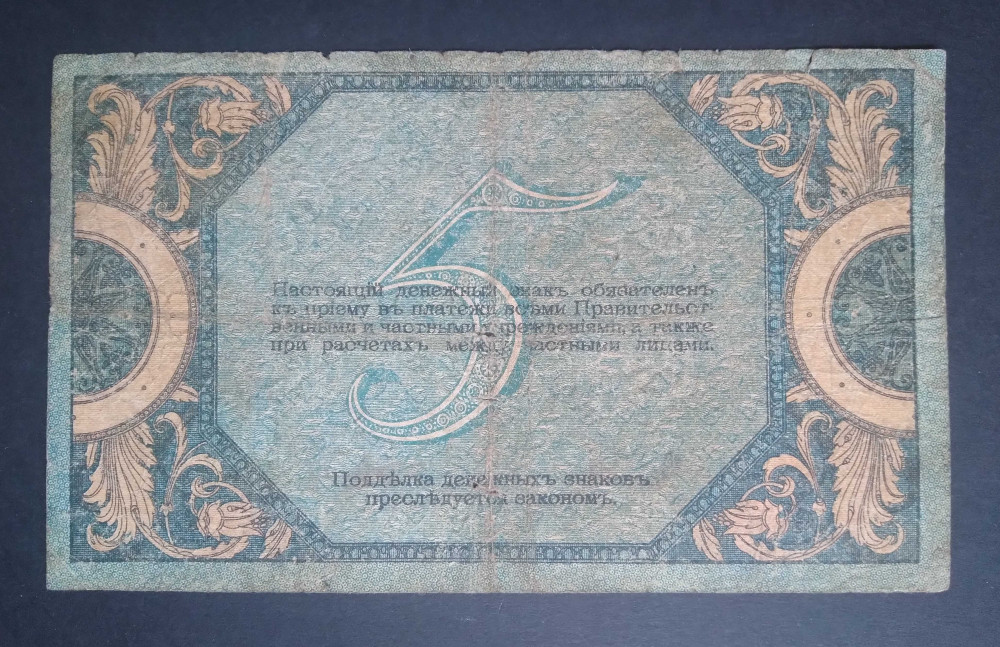 5
Настоящій денежный знакъ обязателенъ
къ пріему въ платежи всѣми Правительст-
венными и частными учрежденіями, а также
при расчетахъ между частными лицами.
Поддѣлка денежныхъ знаковъ
преслѣдуется закономъ.